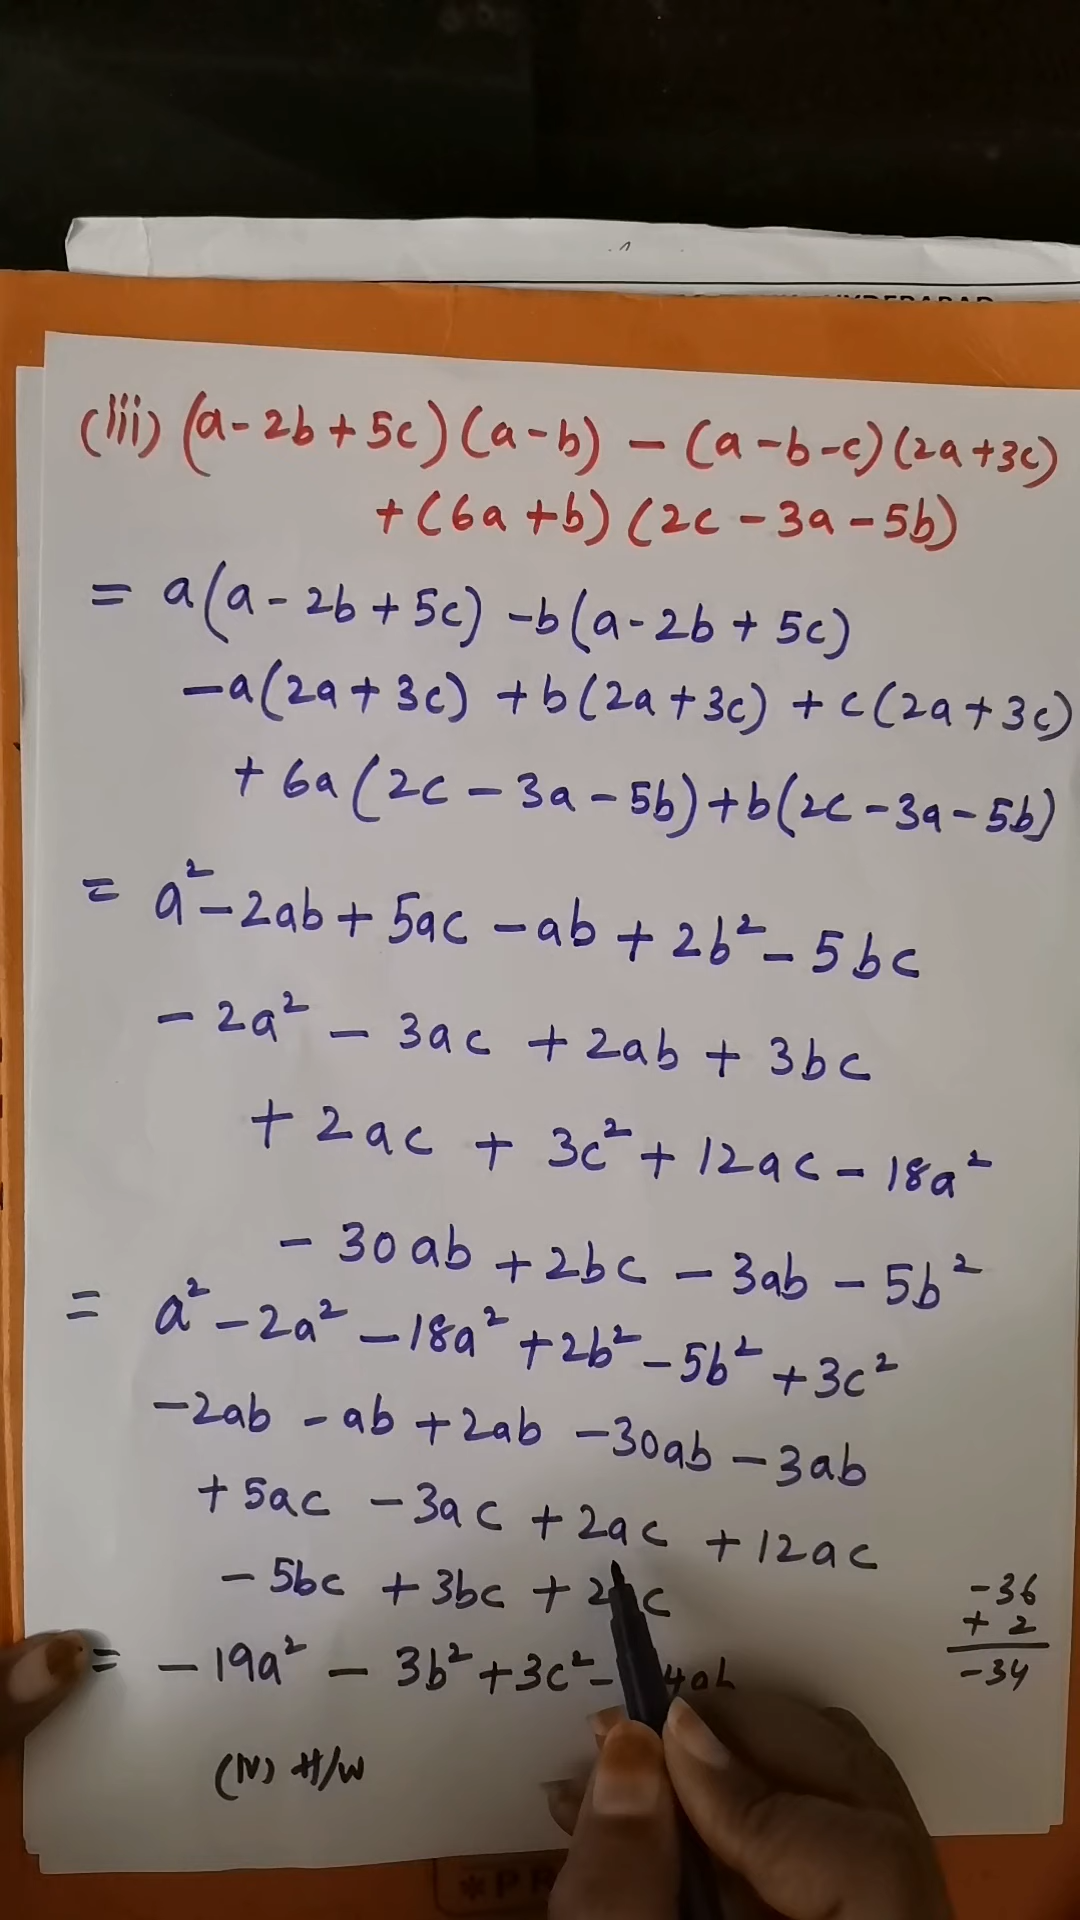 (iii) (a-2b+5c)(a-b) - (a-b-c)(2a+3c)
+(6a+b)(2c-3a-5b)
= a(a-2b+5c) -b(a-2b+5c)
-a(2a+3c) +b(2a+3c) +c(2a+3c)
+6a(2c-3a-5b)+b(2c-3a-5b)
= a²-2ab+5ac-ab+2b²-5bc
-2a²-3ac+2ab+3bc
+2ac+3c²+12ac-18a²
-30ab+2bc-3ab-5b²
= a²-2a²-18a²+2b²-5b²+3c²
-2ab-ab+2ab-30ab-3ab
+5ac-3ac+2ac+12ac
-5bc+3bc+2 c
-36
+2
-34
= -19a²-3b²+3c²- 4ab
(iv) H/W